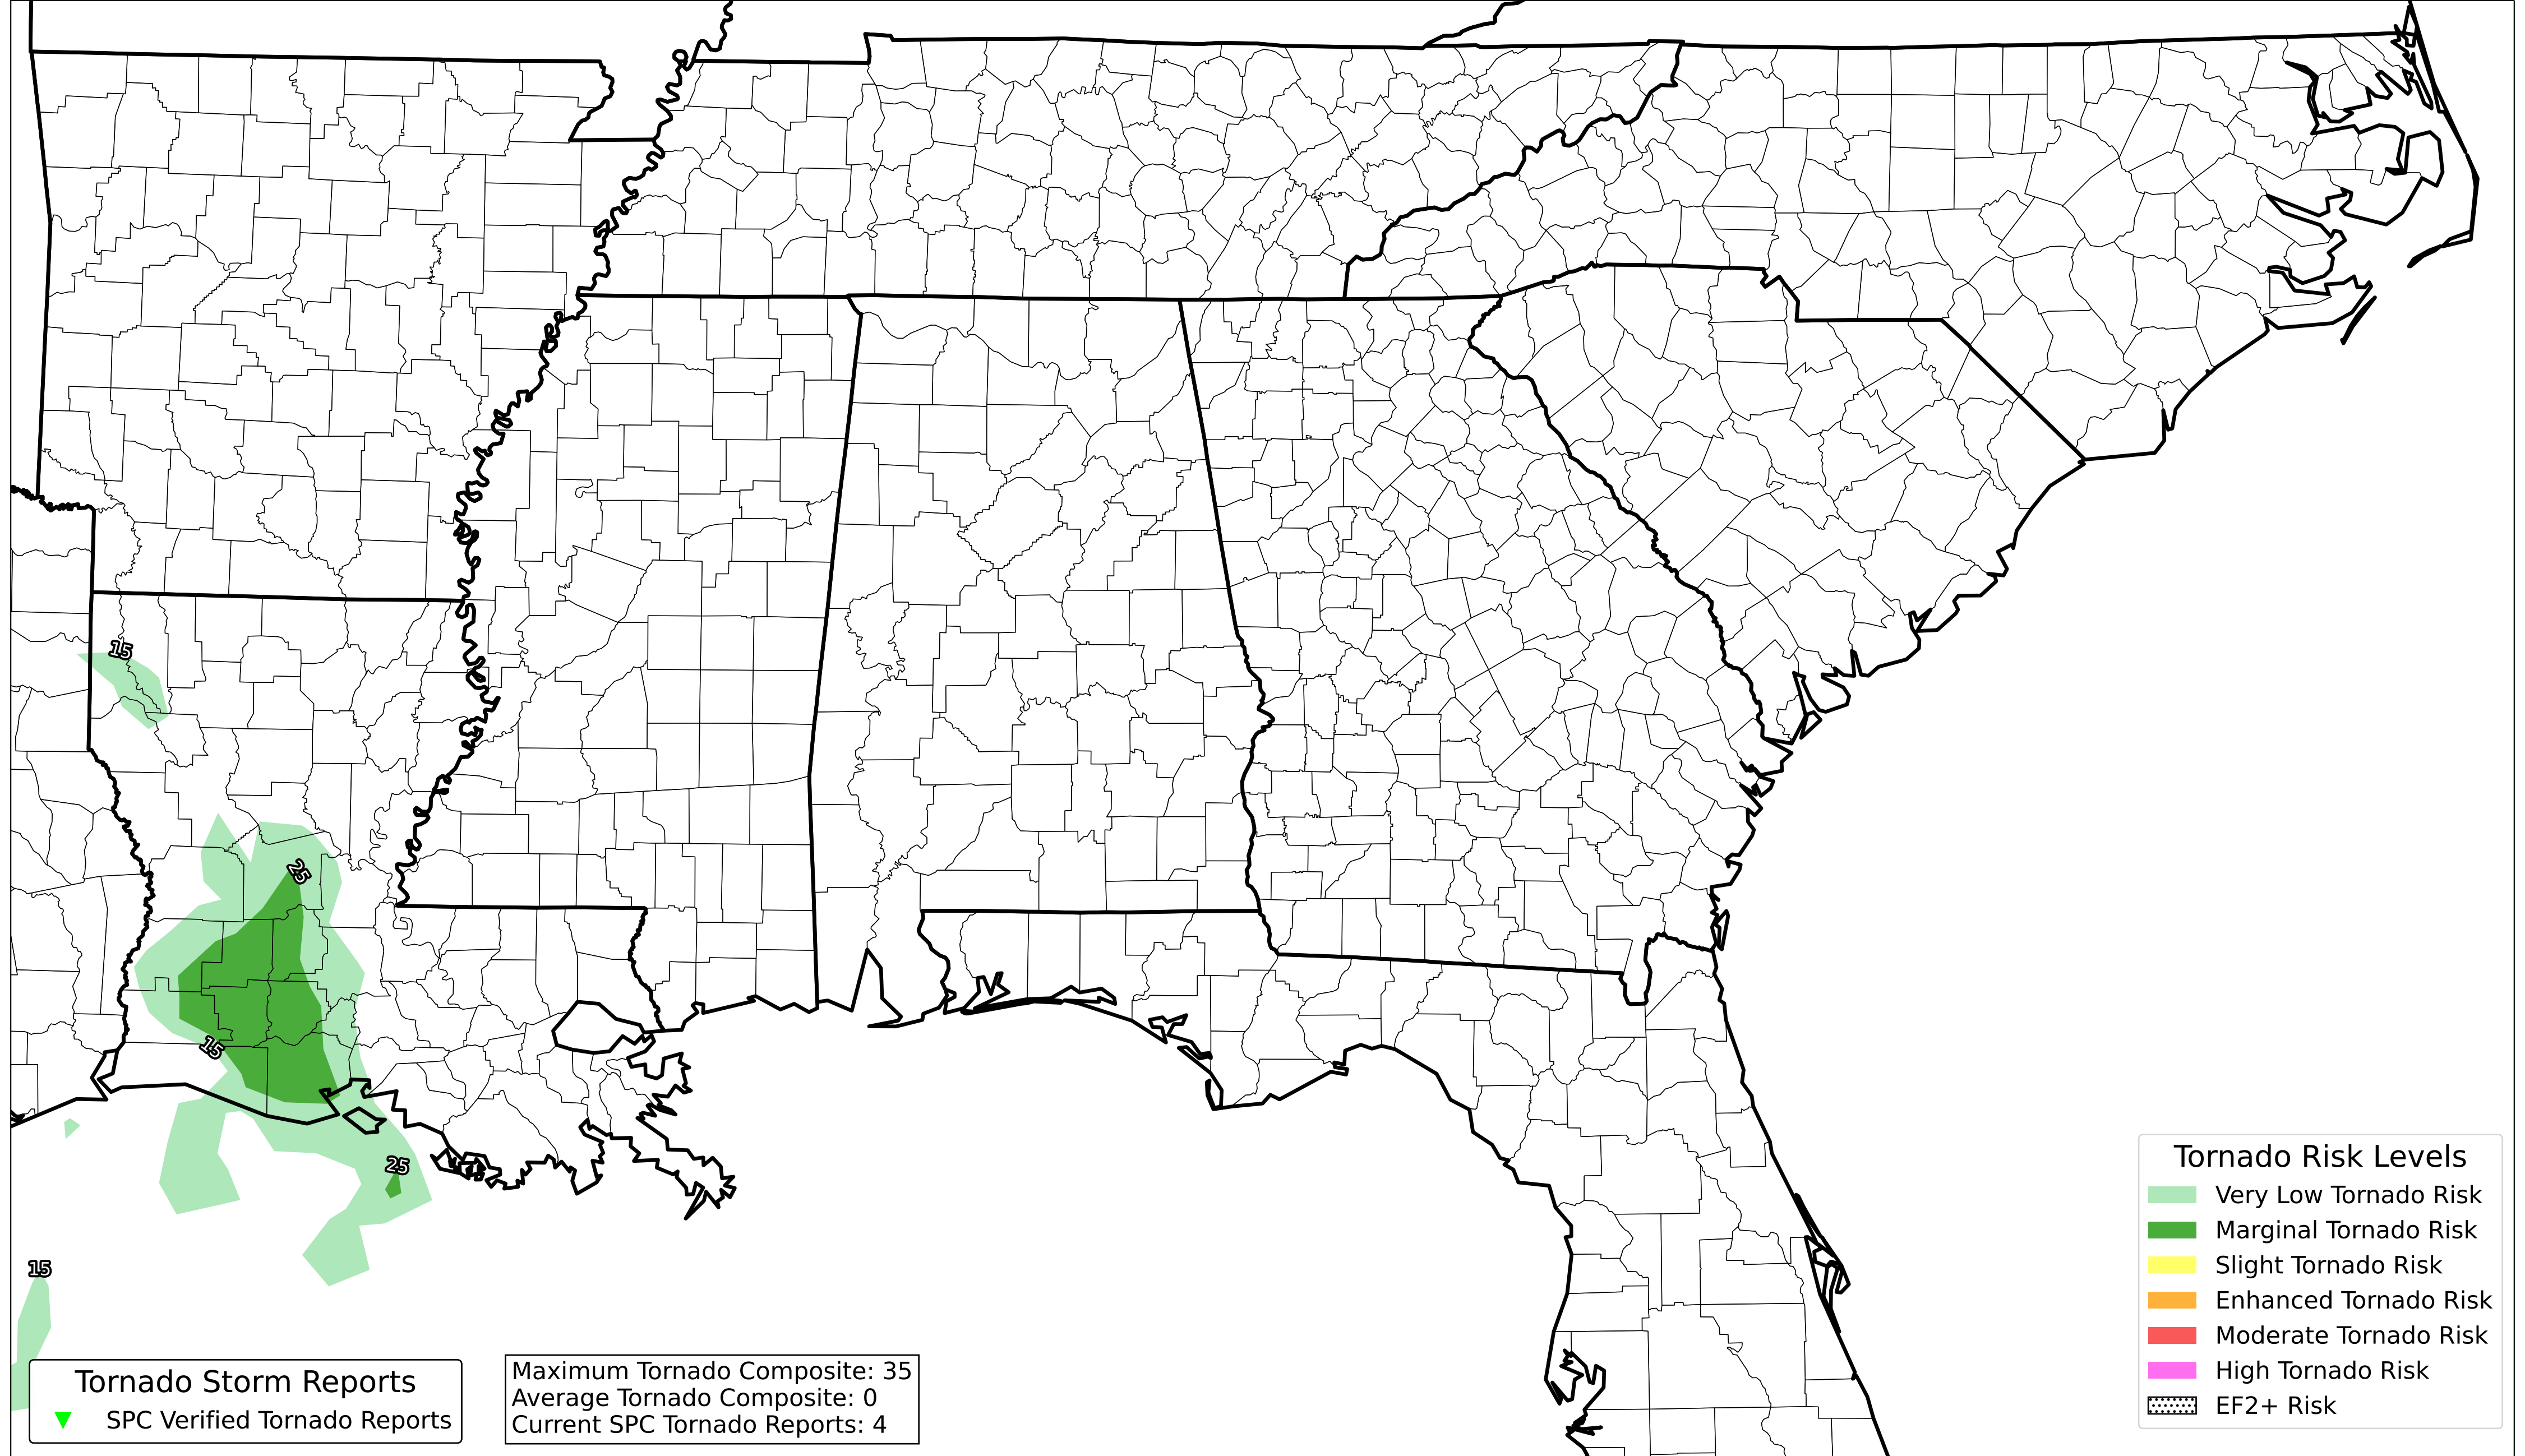 15
25
15
25
15
Tornado Storm Reports
SPC Verified Tornado Reports
Maximum Tornado Composite: 35
Average Tornado Composite: 0
Current SPC Tornado Reports: 4
Tornado Risk Levels
Very Low Tornado Risk
Marginal Tornado Risk
Slight Tornado Risk
Enhanced Tornado Risk
Moderate Tornado Risk
High Tornado Risk
EF2+ Risk